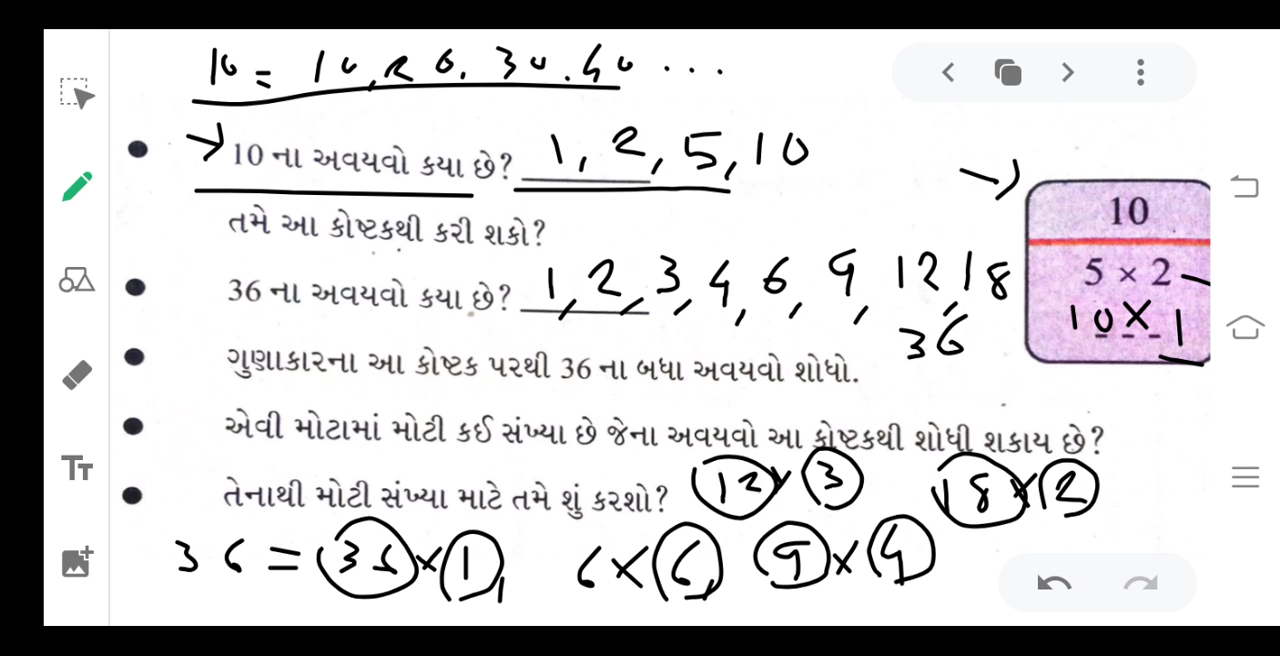 10 = 10, 20, 30, 40 ...
→ 10 ના અવયવો કયા છે? 1, 2, 5, 10
તમે આ કોષ્ટકથી કરી શકો?
36 ના અવયવો કયા છે? 1, 2, 3, 4, 6, 9, 12, 18
36
ગુણાકારના આ કોષ્ટક પરથી 36 ના બધા અવયવો શોધો.
એવી મોટામાં મોટી કઈ સંખ્યા છે જેના અવયવો આ કોષ્ટકથી શોધી શકાય છે?
તેનાથી મોટી સંખ્યા માટે તમે શું કરશો? 12 × 3 18 × 2
36 = 36 × 1, 6 × 6, 9 × 4
→ 10
5 × 2
10 × 1
TT